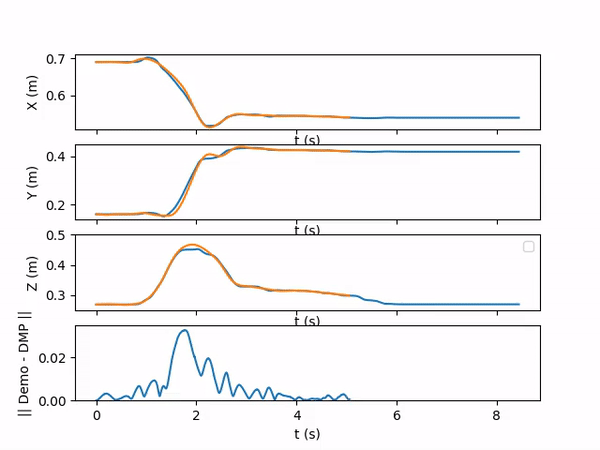 0.7
0.6
X (m)
t (s)
0.4
0.2
Y (m)
t (s)
0.5
0.4
0.3
Z (m)
t (s)
0.02
0.00
|| Demo - DMP ||
0 2 4 6 8
t (s)